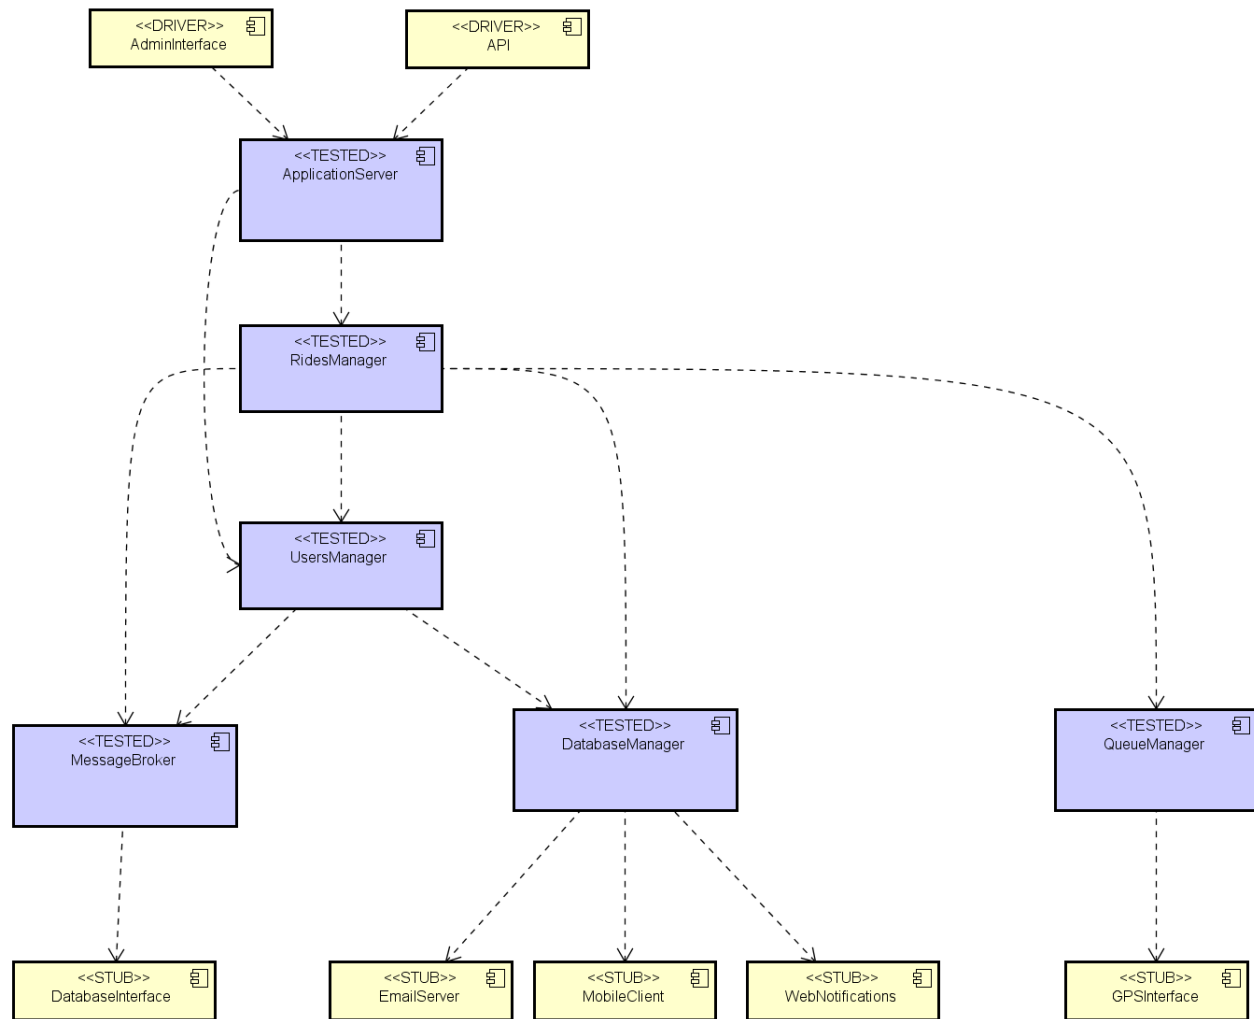 <<DRIVER>>
AdminInterface
<<DRIVER>>
API
<<TESTED>>
ApplicationServer
<<TESTED>>
RidesManager
<<TESTED>>
UsersManager
<<TESTED>>
MessageBroker
<<TESTED>>
DatabaseManager
<<TESTED>>
QueueManager
<<STUB>>
DatabaseInterface
<<STUB>>
EmailServer
<<STUB>>
MobileClient
<<STUB>>
WebNotifications
<<STUB>>
GPSInterface